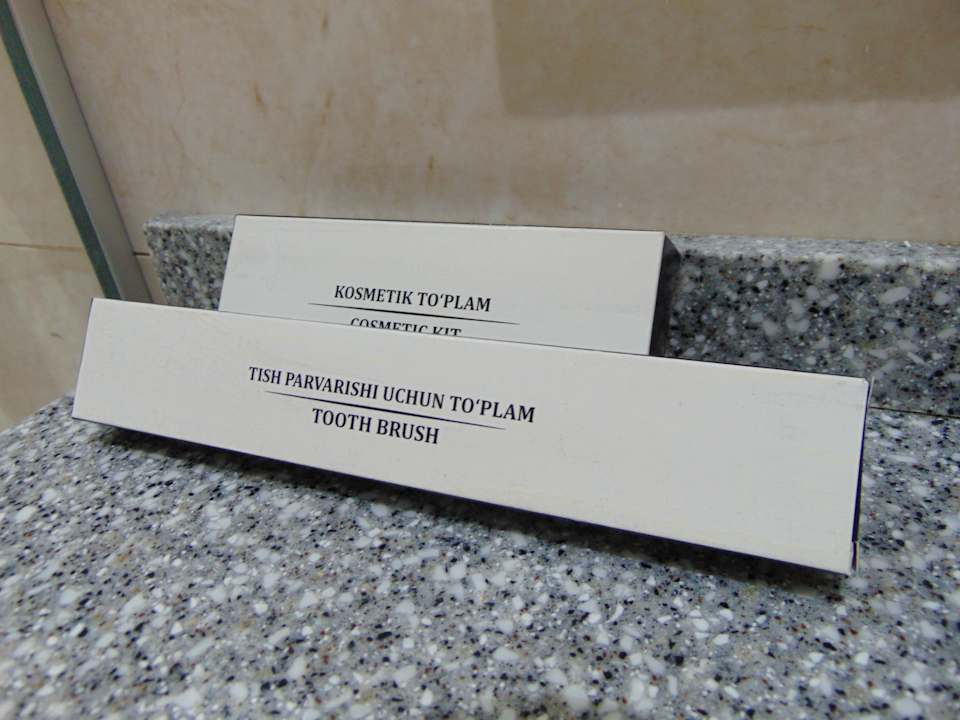 KOSMETIK TO‘PLAM
COSMETIC KIT
TISH PARVARISHI UCHUN TO‘PLAM
TOOTH BRUSH